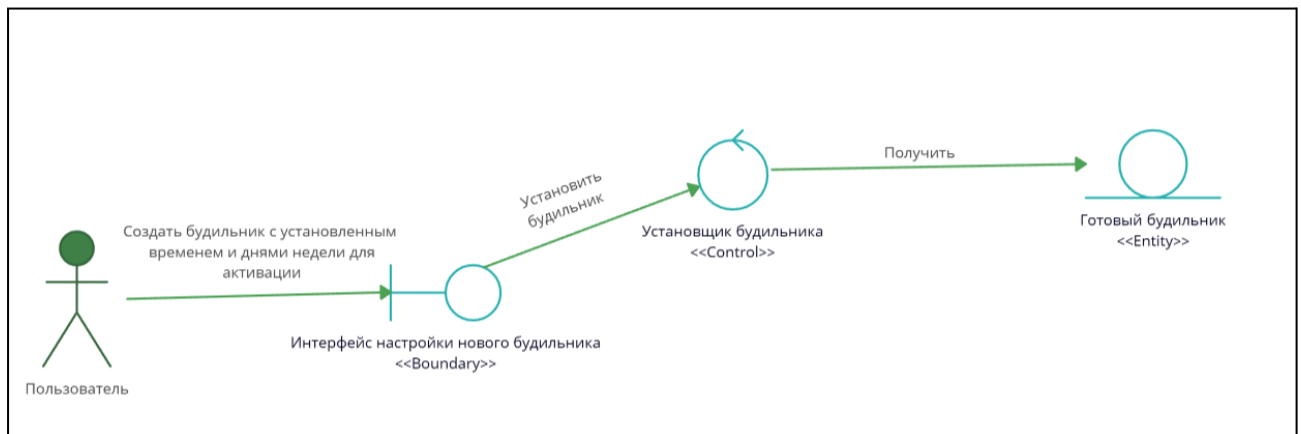 Создать будильник с установленным
временем и днями недели для
активации
Пользователь
Интерфейс настройки нового будильника
<<Boundary>>
Установить
будильник
Установщик будильника
<<Control>>
Получить
Готовый будильник
<<Entity>>